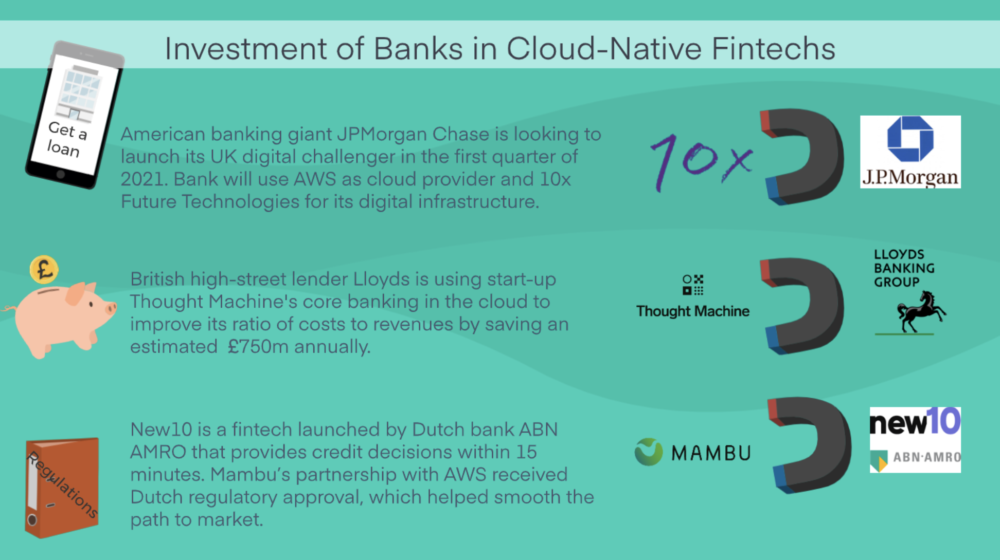 Investment of Banks in Cloud-Native Fintechs
Get a
loan
American banking giant JPMorgan Chase is looking to
launch its UK digital challenger in the first quarter of
2021. Bank will use AWS as cloud provider and 10x
Future Technologies for its digital infrastructure.
10x
J.P.Morgan
British high-street lender Lloyds is using start-up
Thought Machine's core banking in the cloud to
improve its ratio of costs to revenues by saving an
estimated £750m annually.
£
Thought Machine
LLOYDS
BANKING
GROUP
New10 is a fintech launched by Dutch bank ABN
AMRO that provides credit decisions within 15
minutes. Mambu’s partnership with AWS received
Dutch regulatory approval, which helped smooth the
path to market.
Regulations
MAMBU
new10
ABN·AMRO